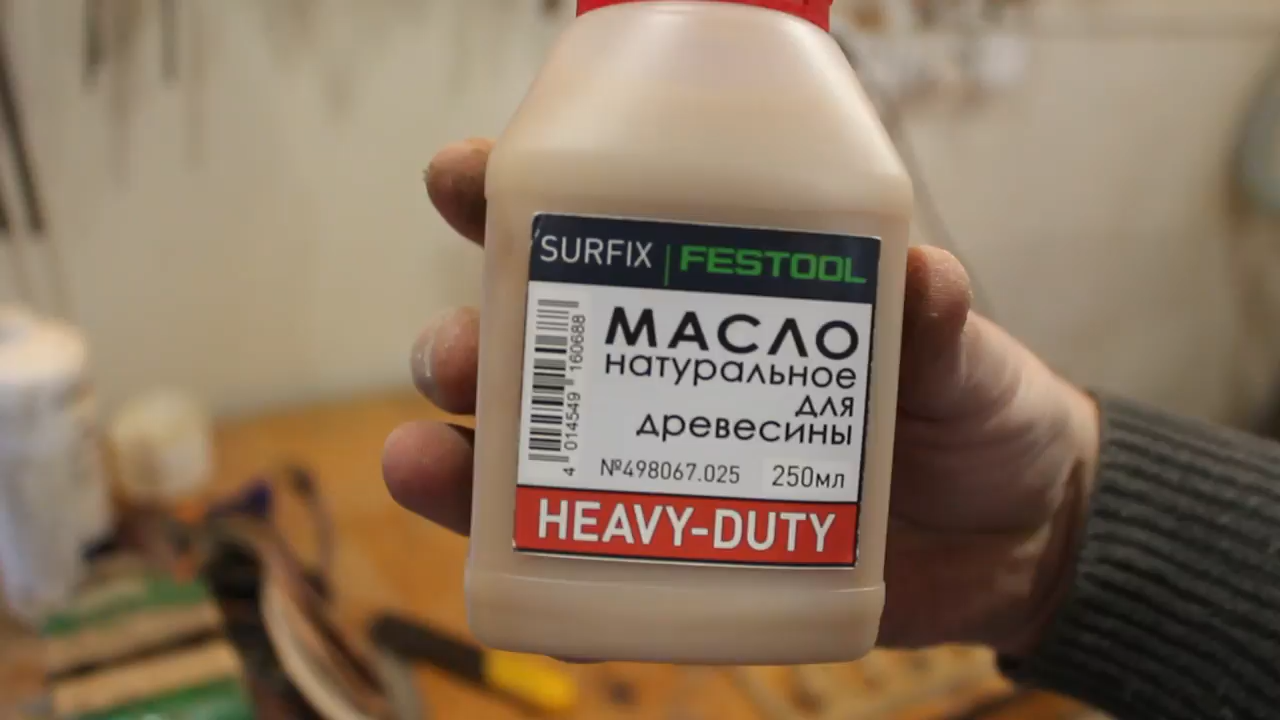 SURFIX | FESTOOL
МАСЛО
натуральное
для
древесины
№498067.025 250мл
HEAVY-DUTY
4 014549 160688